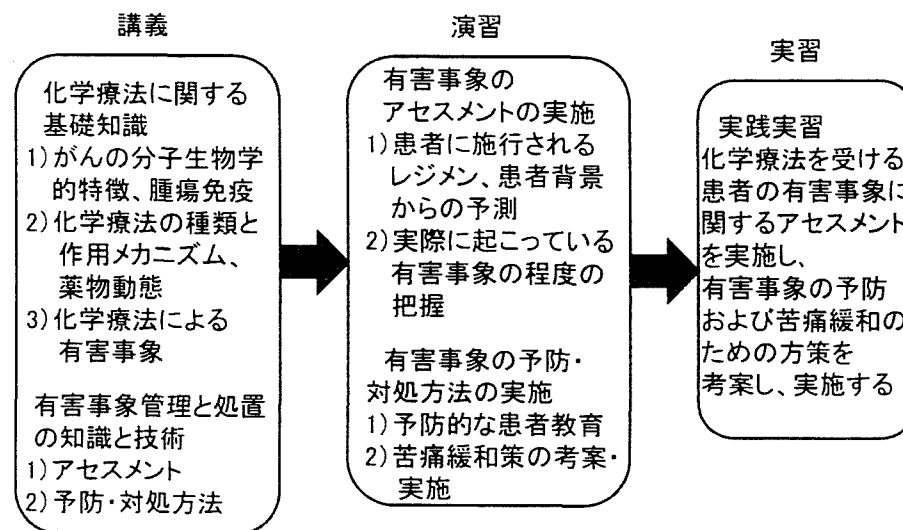 講義
化学療法に関する
基礎知識
1)がんの分子生物学
的特徴、腫瘍免疫
2)化学療法の種類と
作用メカニズム、
薬物動態
3)化学療法による
有害事象
有害事象管理と処置
の知識と技術
1)アセスメント
2)予防・対処方法
演習
有害事象の
アセスメントの実施
1)患者に施行される
レジメン、患者背景
からの予測
2)実際に起こっている
有害事象の程度の
把握
有害事象の予防・
対処方法の実施
1)予防的な患者教育
2)苦痛緩和策の考案・
実施
実習
実践実習
化学療法を受ける
患者の有害事象に
関するアセスメント
を実施し、
有害事象の予防
および苦痛緩和の
ための方策を
考案し、実施する